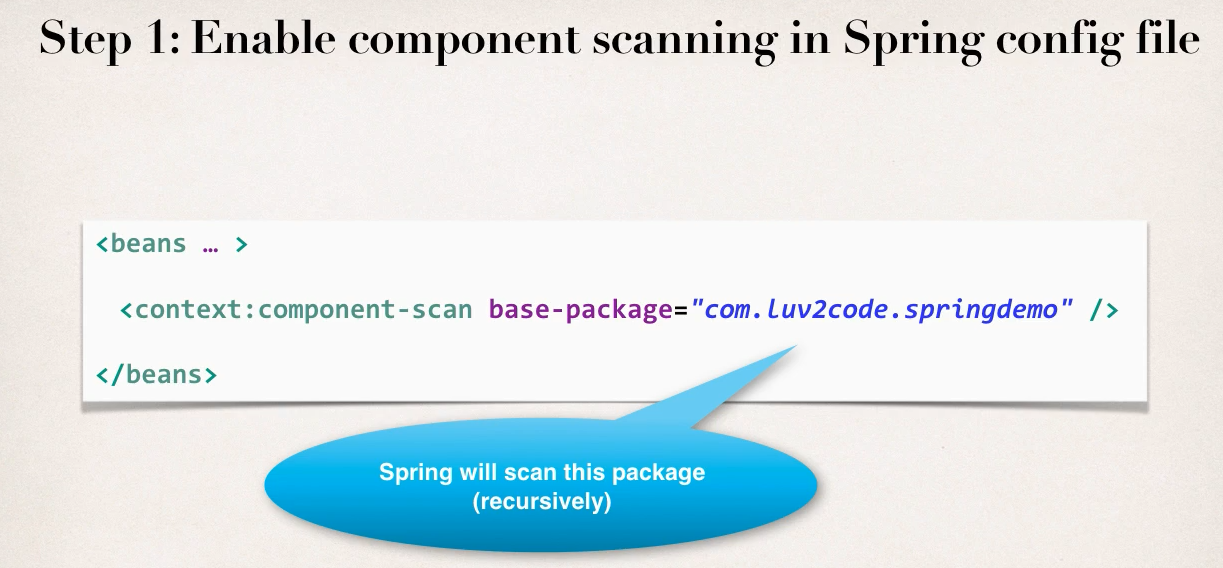 Step 1: Enable component scanning in Spring config file
<beans … >
<context:component-scan base-package="com.luv2code.springdemo" />
</beans>
Spring will scan this package
(recursively)